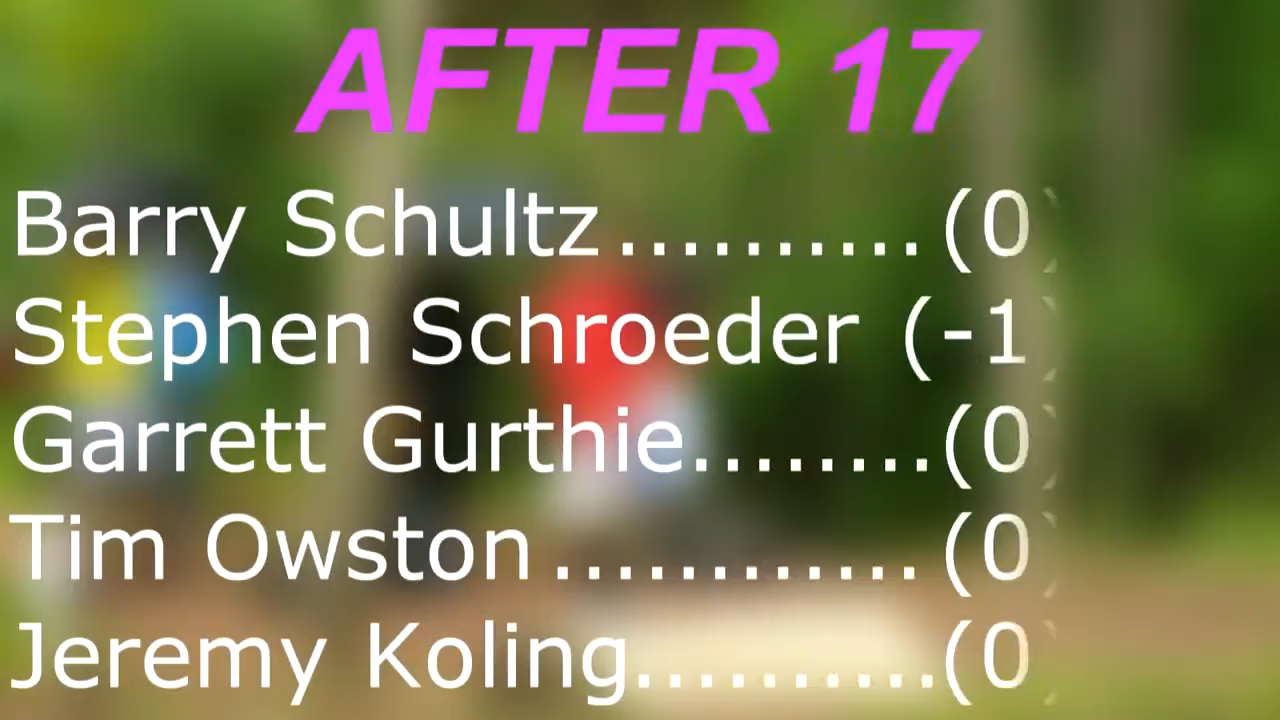 AFTER 17
Barry Schultz..........(0)
Stephen Schroeder (-1)
Garrett Gurthie........(0)
Tim Owston............(0)
Jeremy Koling..........(0)